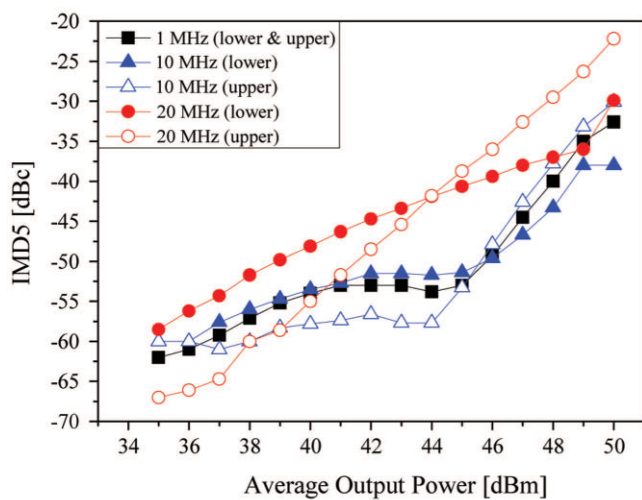 -20
-25
-30
-35
-40
-45
-50
-55
-60
-65
-70
IMD5 [dBc]
1 MHz (lower & upper)
10 MHz (lower)
10 MHz (upper)
20 MHz (lower)
20 MHz (upper)
34 36 38 40 42 44 46 48 50
Average Output Power [dBm]